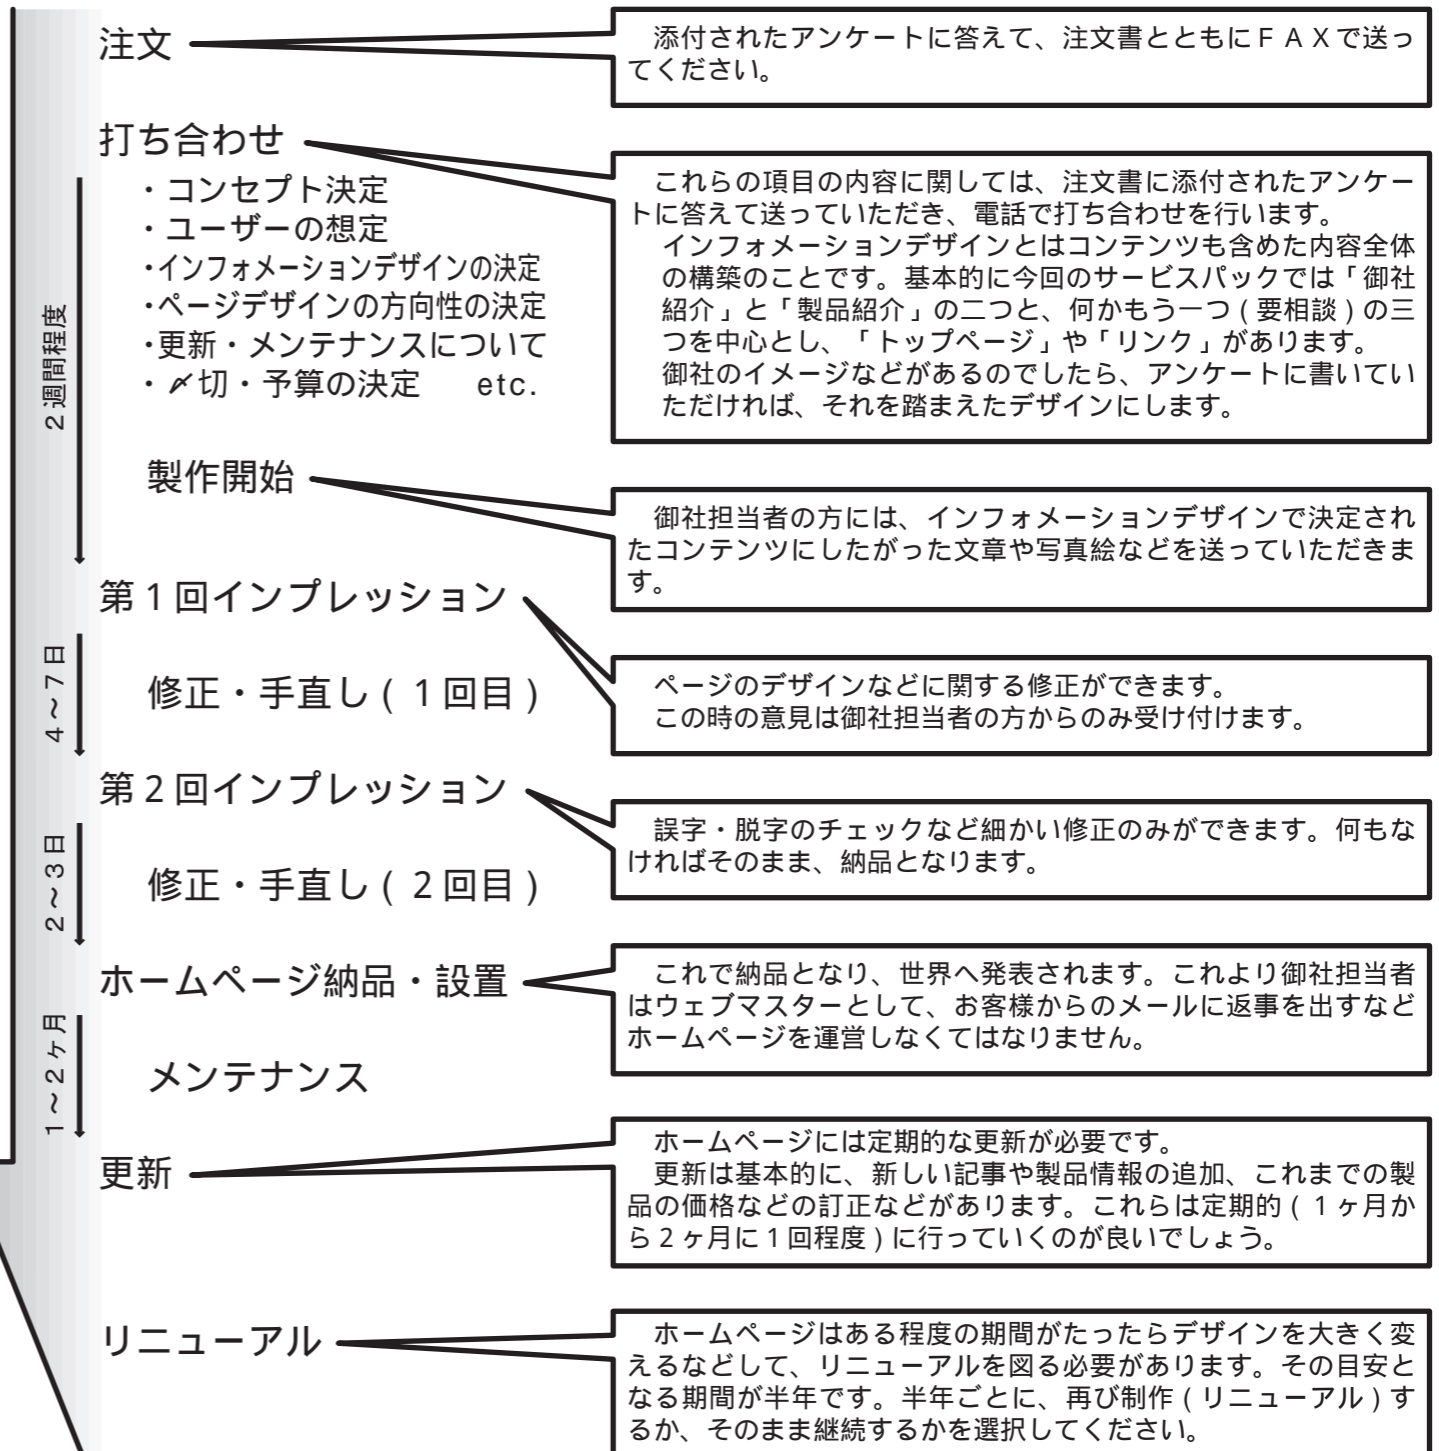 注文
添付されたアンケートに答えて、注文書とともにＦＡＸで送っ
てください。
打ち合わせ
・コンセプト決定
・ユーザーの想定
・インフォメーションデザインの決定
・ページデザインの方向性の決定
・更新・メンテナンスについて
・〆切・予算の決定　　etc.
これらの項目の内容に関しては、注文書に添付されたアンケー
トに答えて送っていただき、電話で打ち合わせを行います。
インフォメーションデザインとはコンテンツも含めた内容全体
の構築のことです。基本的に今回のサービスパックでは「御社
紹介」と「製品紹介」の二つと、何かもう一つ(要相談)の三
つを中心とし、「トップページ」や「リンク」があります。
御社のイメージなどがあるのでしたら、アンケートに書いてい
ただければ、それを踏まえたデザインにします。
2週間程度
製作開始
御社担当者の方には、インフォメーションデザインで決定され
たコンテンツにしたがった文章や写真絵などを送っていただきま
す。
第1回インプレッション
ページのデザインなどに関する修正ができます。
この時の意見は御社担当者の方からのみ受け付けます。
4～7日
修正・手直し(1回目)
第2回インプレッション
誤字・脱字のチェックなど細かい修正のみができます。何もな
ければそのまま、納品となります。
2～3日
修正・手直し(2回目)
ホームページ納品・設置
これで納品となり、世界へ発表されます。これより御社担当者
はウェブマスターとして、お客様からのメールに返事を出すなど
ホームページを運営しなくてはなりません。
1～2ヶ月
メンテナンス
更新
ホームページには定期的な更新が必要です。
更新は基本的に、新しい記事や製品情報の追加、これまでの製
品の価格などの訂正などがあります。これらは定期的(1ヶ月か
ら2ヶ月に1回程度)に行っていくのが良いでしょう。
リニューアル
ホームページはある程度の期間がたったらデザインを大きく変
えるなどして、リニューアルを図る必要があります。その目安と
なる期間が半年です。半年ごとに、再び制作(リニューアル)す
るか、そのまま継続するかを選択してください。